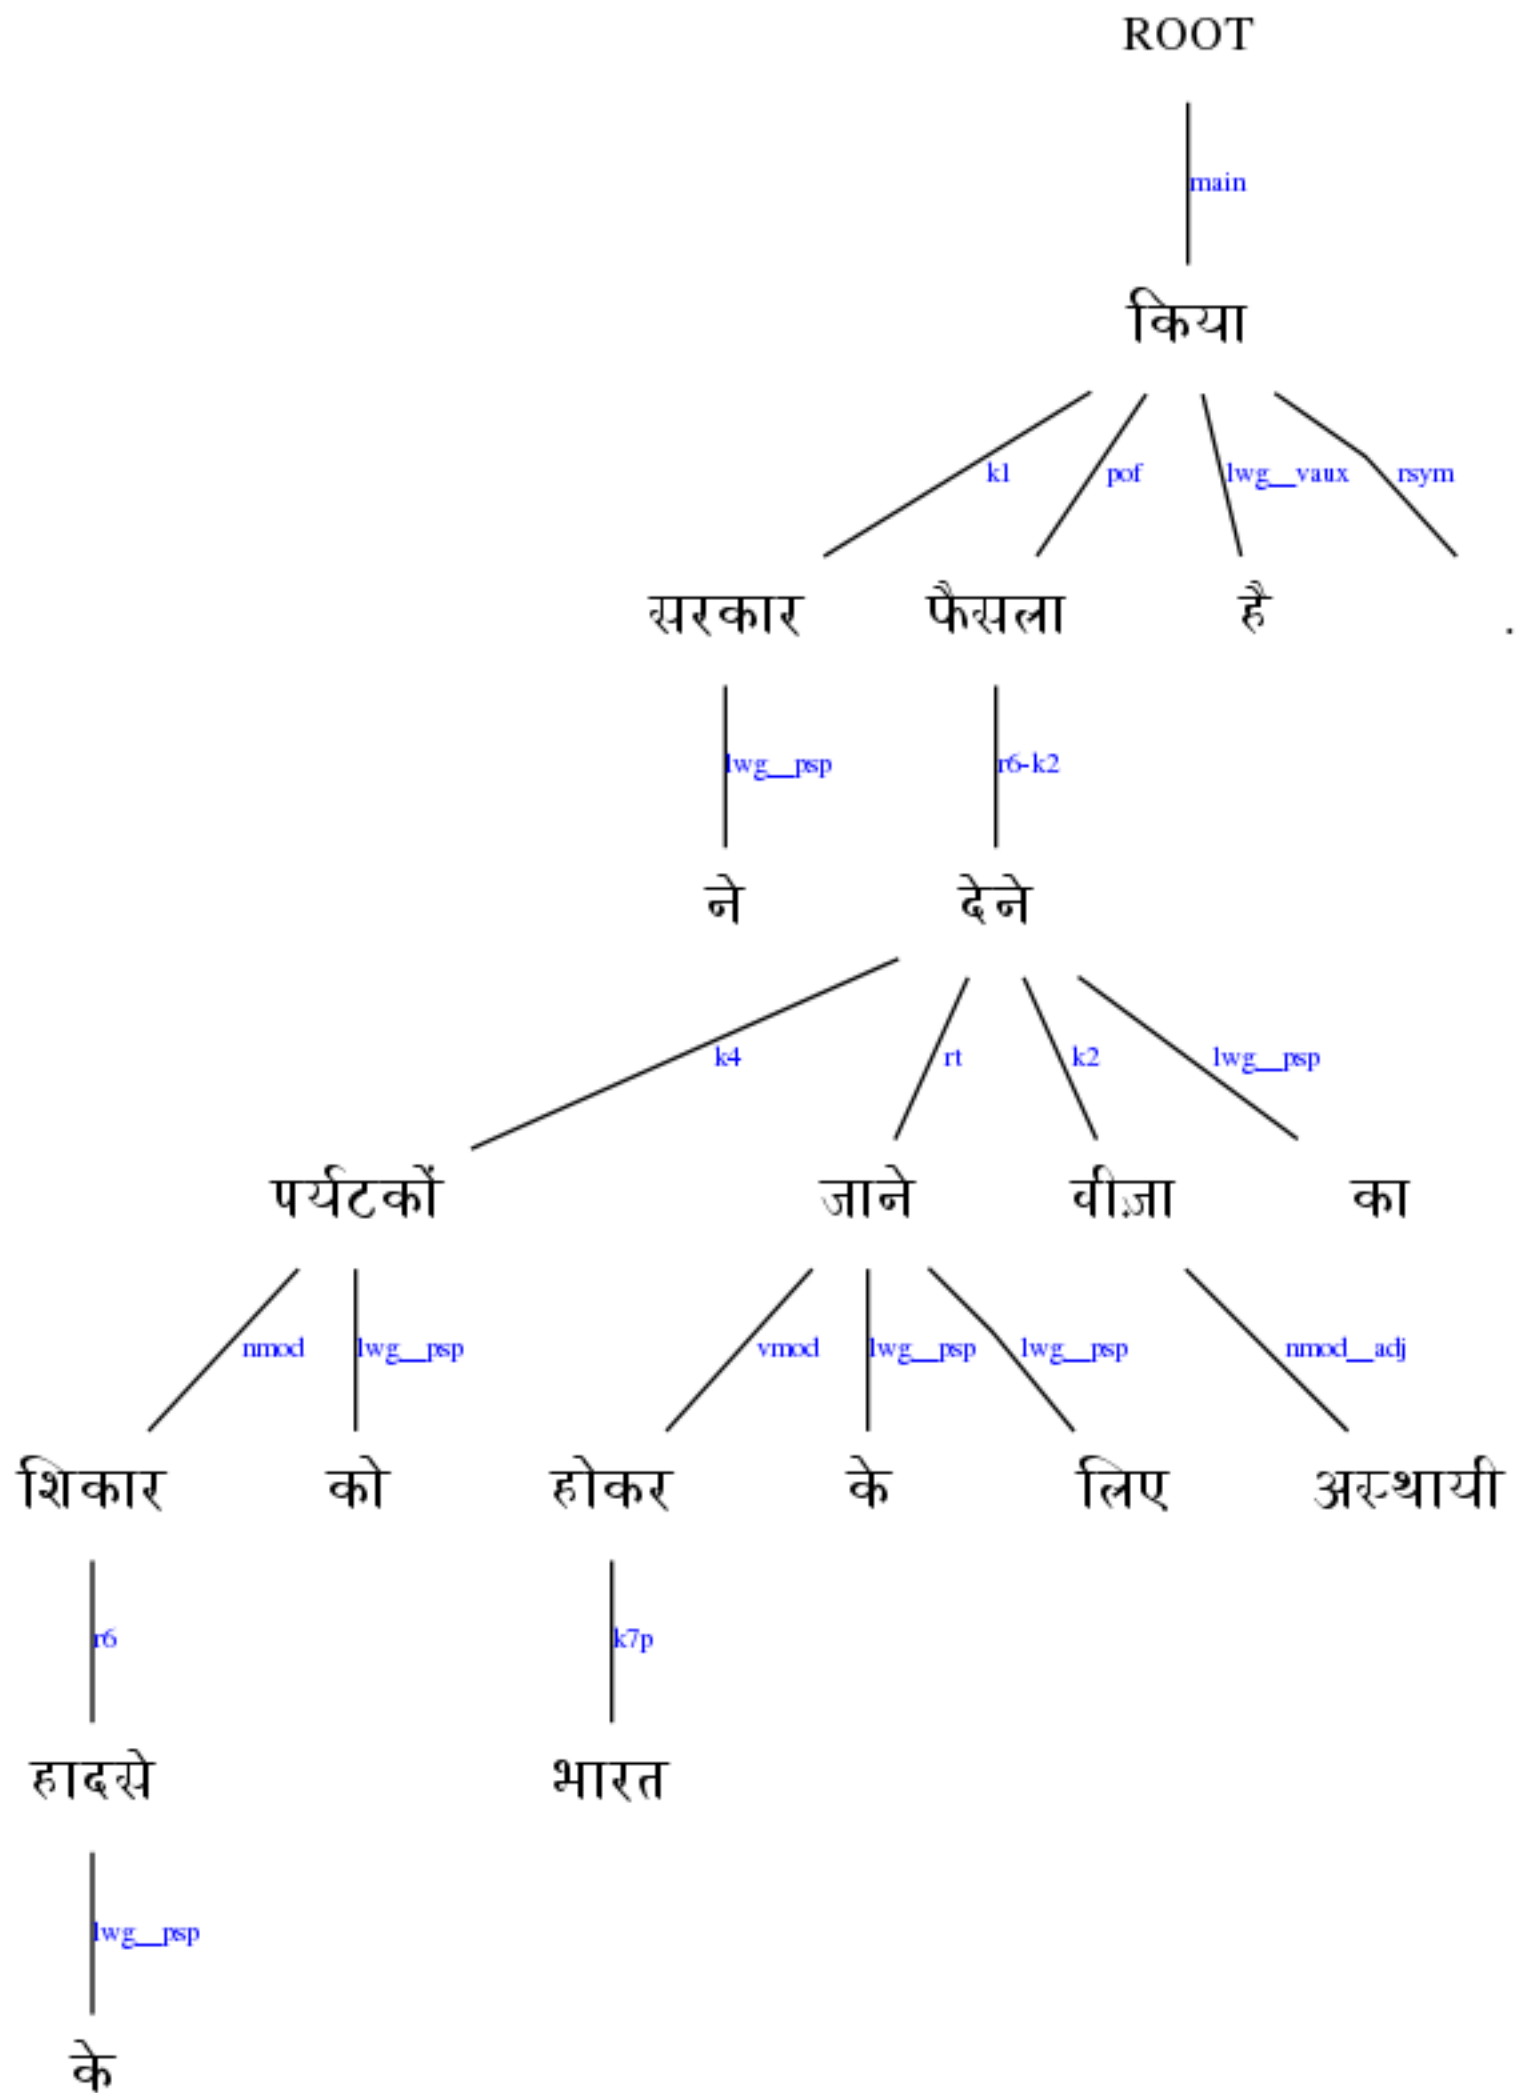 ROOT
main
किया
k1 pof lwg__vaux rsym
सरकार फैसला है .
lwg__psp r6-k2
ने देने
k4 rt k2 lwg__psp
पर्यटकों जाने वीज़ा का
nmod lwg__psp vmod lwg__psp lwg__psp nmod__adj
शिकार को होकर के लिए अस्थायी
r6 k7p
हादसे भारत
lwg__psp
के